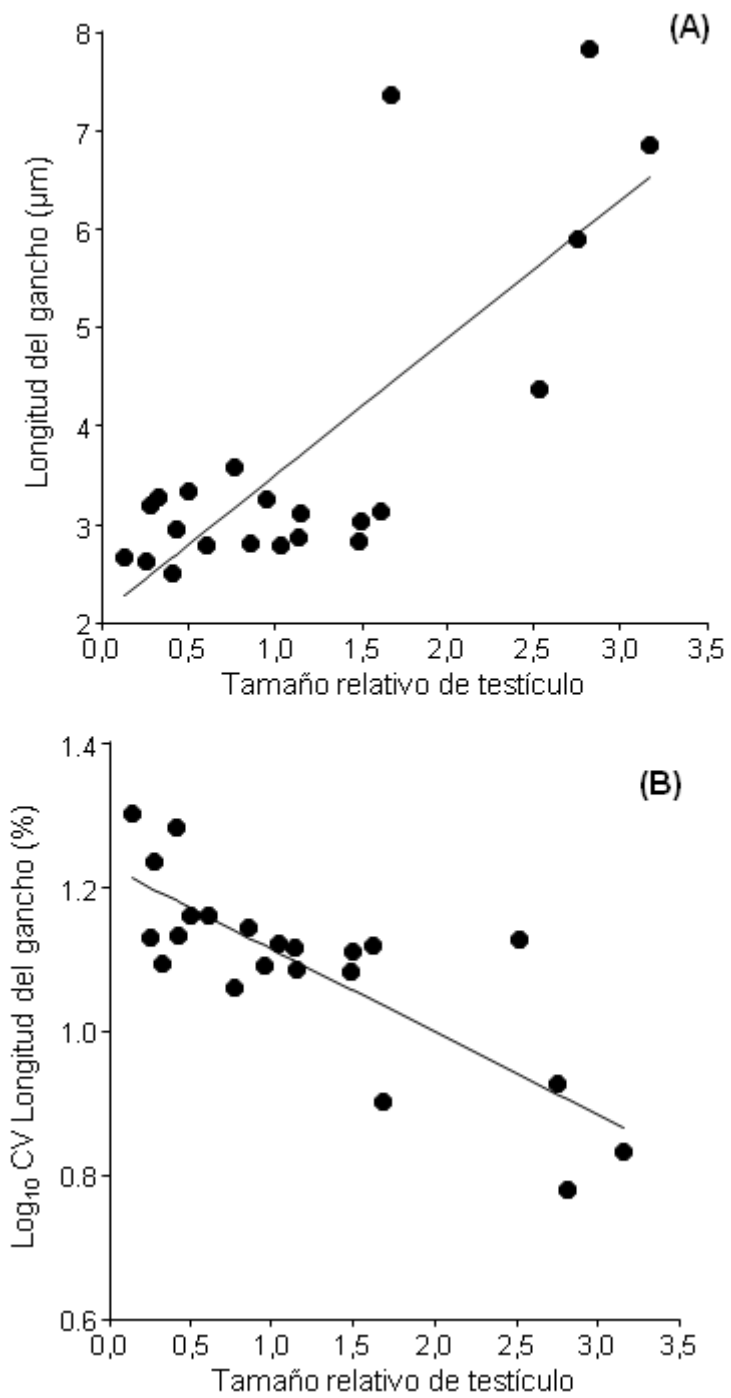 (A)
Longitud del gancho (µm)
8
7
6
5
4
3
2
0,0 0,5 1,0 1,5 2,0 2,5 3,0 3,5
Tamaño relativo de testículo
(B)
Log₁₀ CV Longitud del gancho (%)
1.4
1.2
1.0
0.8
0.6
0,0 0,5 1,0 1,5 2,0 2,5 3,0 3,5
Tamaño relativo de testículo